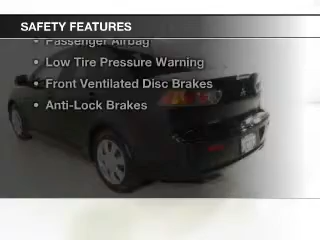 SAFETY FEATURES
• Passenger Airbag
• Low Tire Pressure Warning
• Front Ventilated Disc Brakes
• Anti-Lock Brakes